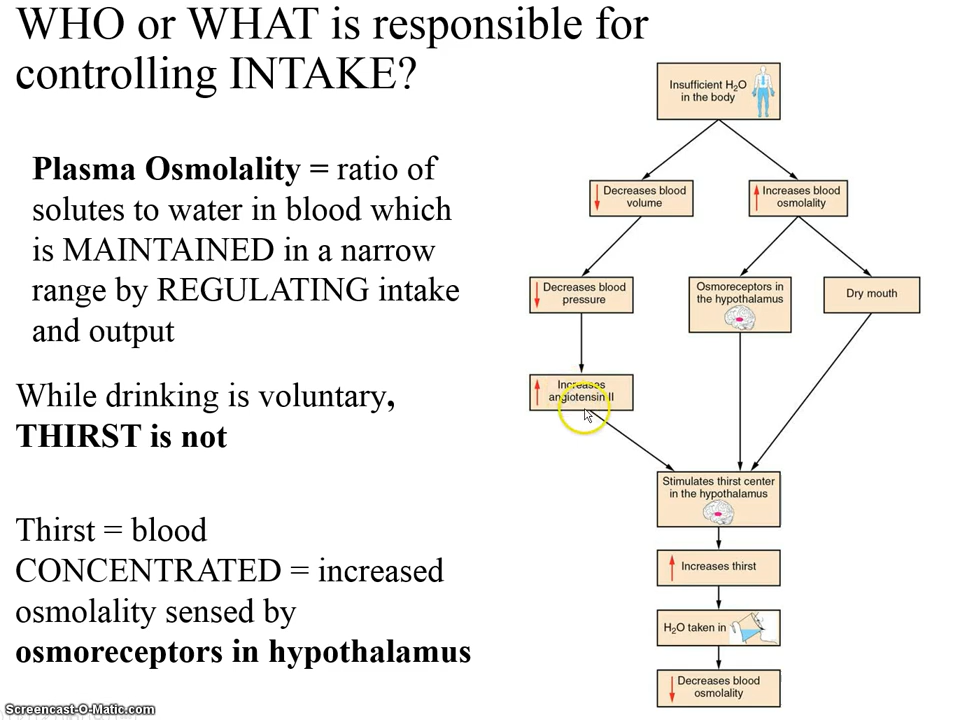 WHO or WHAT is responsible for
controlling INTAKE?
Plasma Osmolality = ratio of
solutes to water in blood which
is MAINTAINED in a narrow
range by REGULATING intake
and output
While drinking is voluntary,
THIRST is not
Thirst = blood
CONCENTRATED = increased
osmolality sensed by
osmoreceptors in hypothalamus
Insufficient H₂O
in the body
Decreases blood
volume
Increases blood
osmolality
Decreases blood
pressure
Osmoreceptors in
the hypothalamus
Dry mouth
Increases
angiotensin II
Stimulates thirst center
in the hypothalamus
Increases thirst
H₂O taken in
Decreases blood
osmolality
Screencast-O-Matic.com